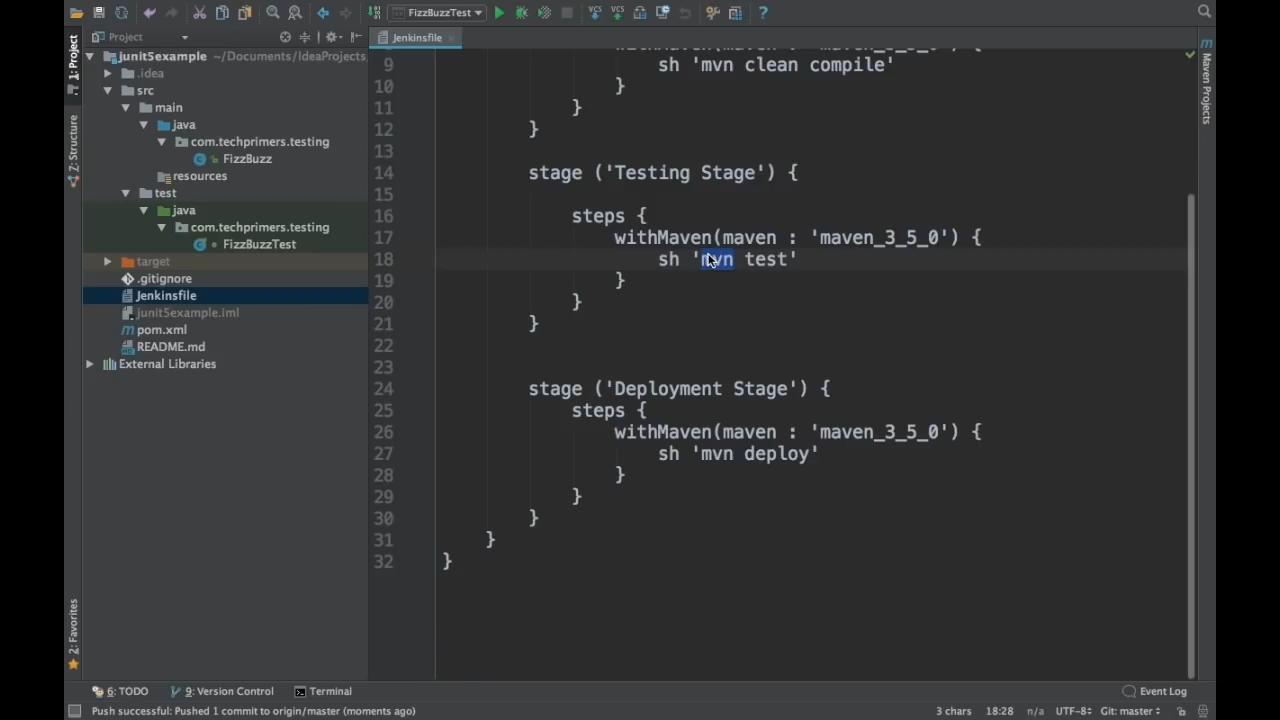 FizzBuzzTest
Project
Jenkinsfile
1: Project
Z: Structure
2: Favorites
Maven Projects
junit5example ~/Documents/IdeaProjects
.idea
src
main
java
com.techprimers.testing
FizzBuzz
resources
test
java
com.techprimers.testing
FizzBuzzTest
target
.gitignore
Jenkinsfile
junit5example.iml
pom.xml
README.md
External Libraries
9 sh 'mvn clean compile'
10 }
11 }
12 }
13
14 stage ('Testing Stage') {
15
16 steps {
17 withMaven(maven : 'maven_3_5_0') {
18 sh 'mvn test'
19 }
20 }
21 }
22
23
24 stage ('Deployment Stage') {
25 steps {
26 withMaven(maven : 'maven_3_5_0') {
27 sh 'mvn deploy'
28 }
29 }
30 }
31 }
32 }
6: TODO 9: Version Control Terminal Event Log
Push successful: Pushed 1 commit to origin/master (moments ago) 3 chars 18:28 n/a UTF-8 Git: master